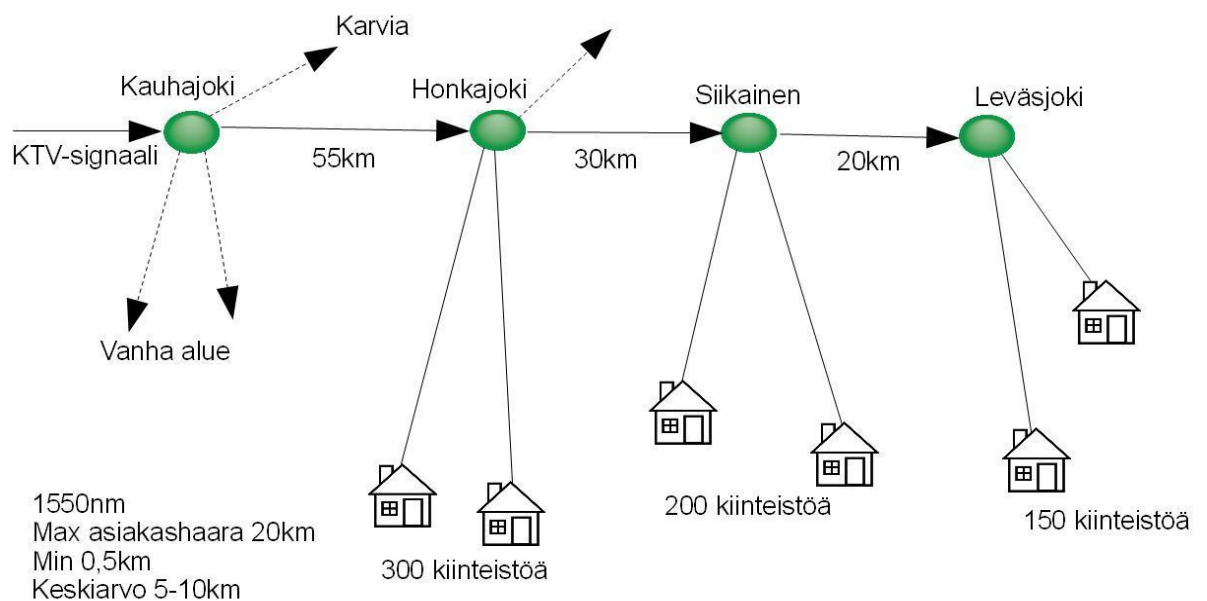 Karvia
Kauhajoki
Honkajoki
Siikainen
Leväsjoki
KTV-signaali
55km
30km
20km
Vanha alue
1550nm
Max asiakashaara 20km
Min 0,5km
Keskiarvo 5-10km
300 kiinteistöä
200 kiinteistöä
150 kiinteistöä